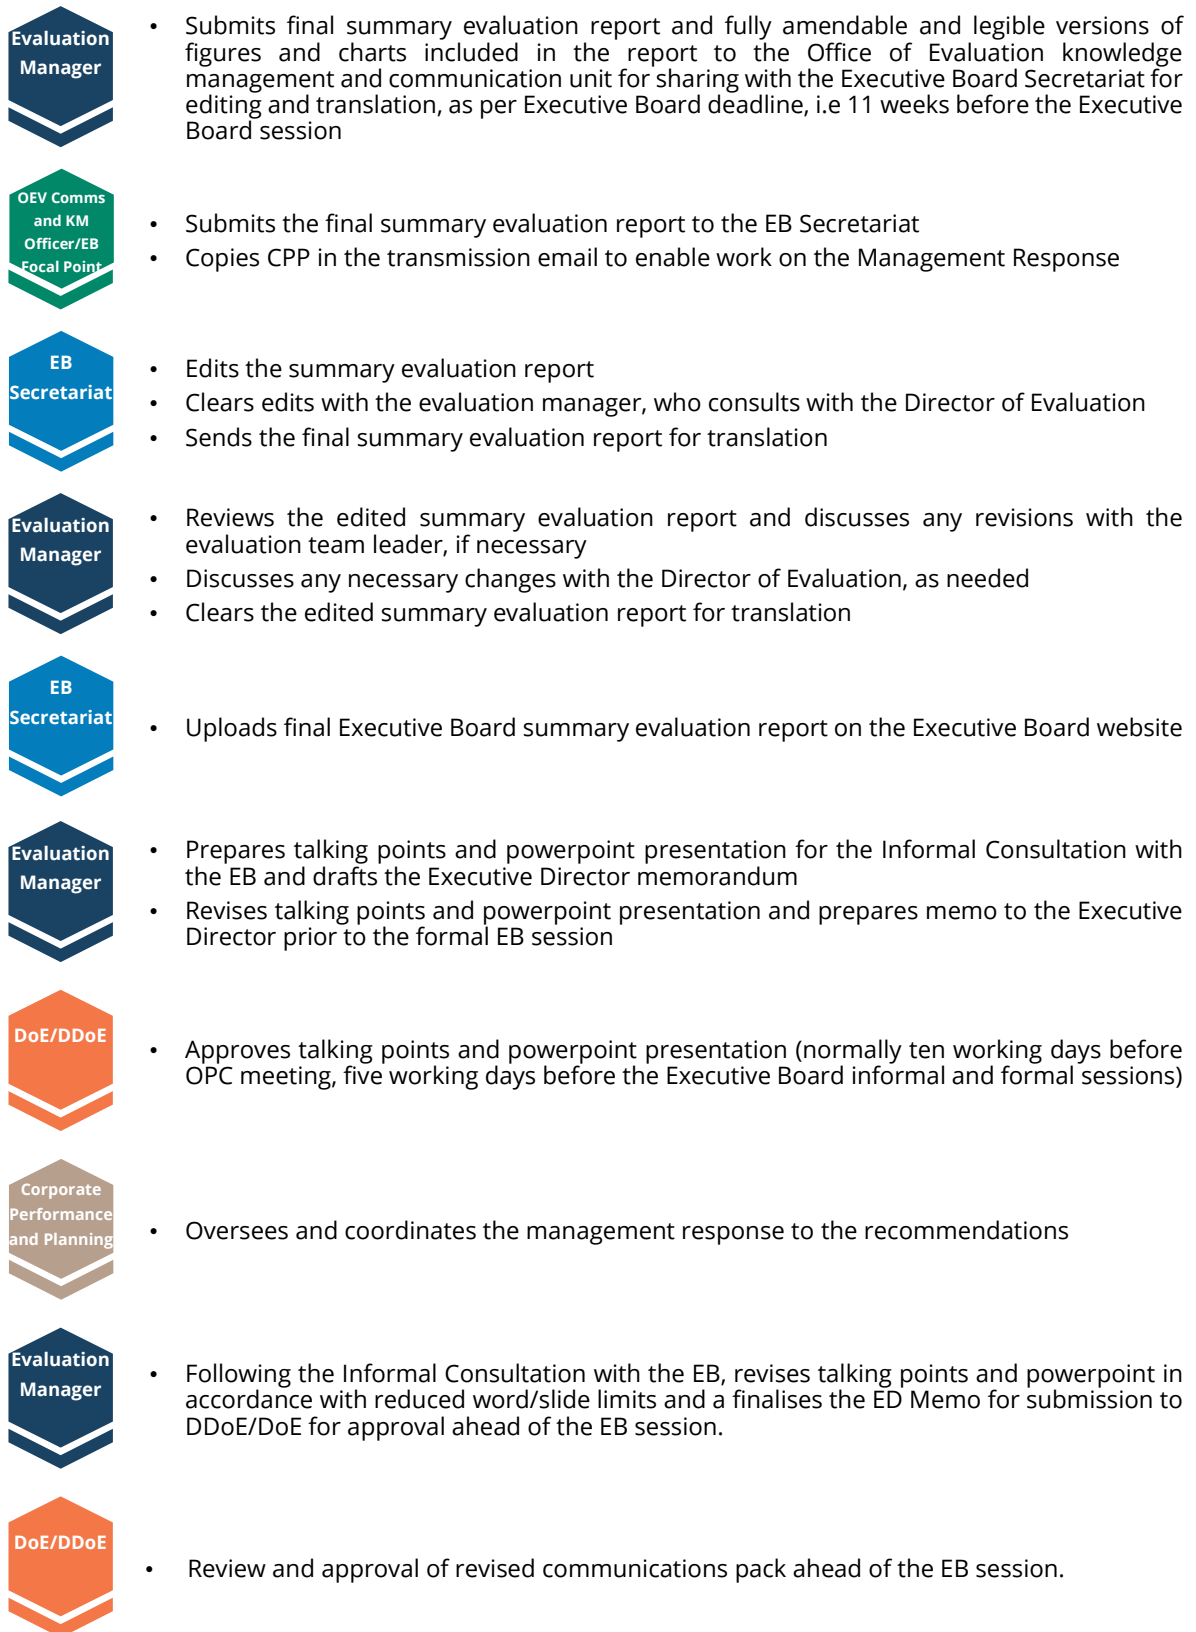 Evaluation
Manager
• Submits final summary evaluation report and fully amendable and legible versions of
figures and charts included in the report to the Office of Evaluation knowledge
management and communication unit for sharing with the Executive Board Secretariat for
editing and translation, as per Executive Board deadline, i.e 11 weeks before the Executive
Board session
OEV Comms
and KM
Officer/EB
Focal Point
• Submits the final summary evaluation report to the EB Secretariat
• Copies CPP in the transmission email to enable work on the Management Response
EB
Secretariat
• Edits the summary evaluation report
• Clears edits with the evaluation manager, who consults with the Director of Evaluation
• Sends the final summary evaluation report for translation
Evaluation
Manager
• Reviews the edited summary evaluation report and discusses any revisions with the
evaluation team leader, if necessary
• Discusses any necessary changes with the Director of Evaluation, as needed
• Clears the edited summary evaluation report for translation
EB
Secretariat
• Uploads final Executive Board summary evaluation report on the Executive Board website
Evaluation
Manager
• Prepares talking points and powerpoint presentation for the Informal Consultation with
the EB and drafts the Executive Director memorandum
• Revises talking points and powerpoint presentation and prepares memo to the Executive
Director prior to the formal EB session
DoE/DDoE
• Approves talking points and powerpoint presentation (normally ten working days before
OPC meeting, five working days before the Executive Board informal and formal sessions)
Corporate
Performance
and Planning
• Oversees and coordinates the management response to the recommendations
Evaluation
Manager
• Following the Informal Consultation with the EB, revises talking points and powerpoint in
accordance with reduced word/slide limits and a finalises the ED Memo for submission to
DDoE/DoE for approval ahead of the EB session.
DoE/DDoE
• Review and approval of revised communications pack ahead of the EB session.